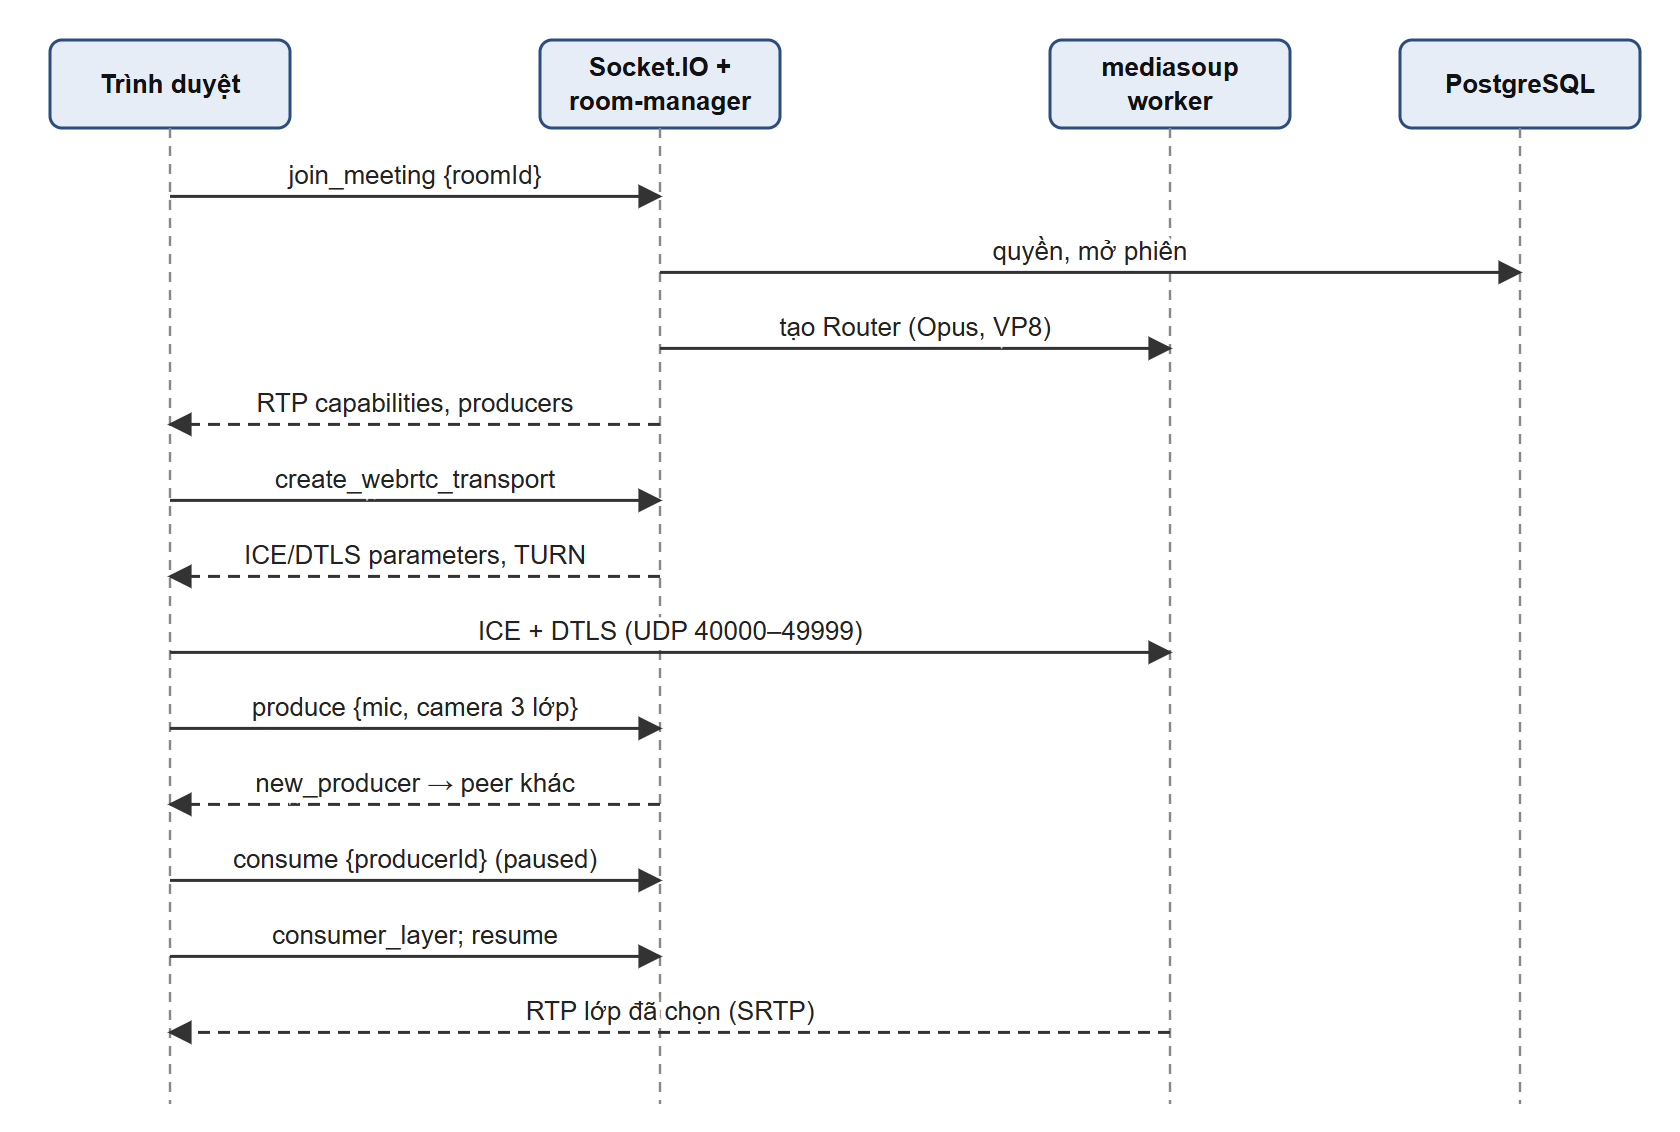 Trình duyệt
Socket.IO +
room-manager
mediasoup
worker
PostgreSQL
join_meeting {roomId}
quyền, mở phiên
tạo Router (Opus, VP8)
RTP capabilities, producers
create_webrtc_transport
ICE/DTLS parameters, TURN
ICE + DTLS (UDP 40000–49999)
produce {mic, camera 3 lớp}
new_producer → peer khác
consume {producerId} (paused)
consumer_layer; resume
RTP lớp đã chọn (SRTP)